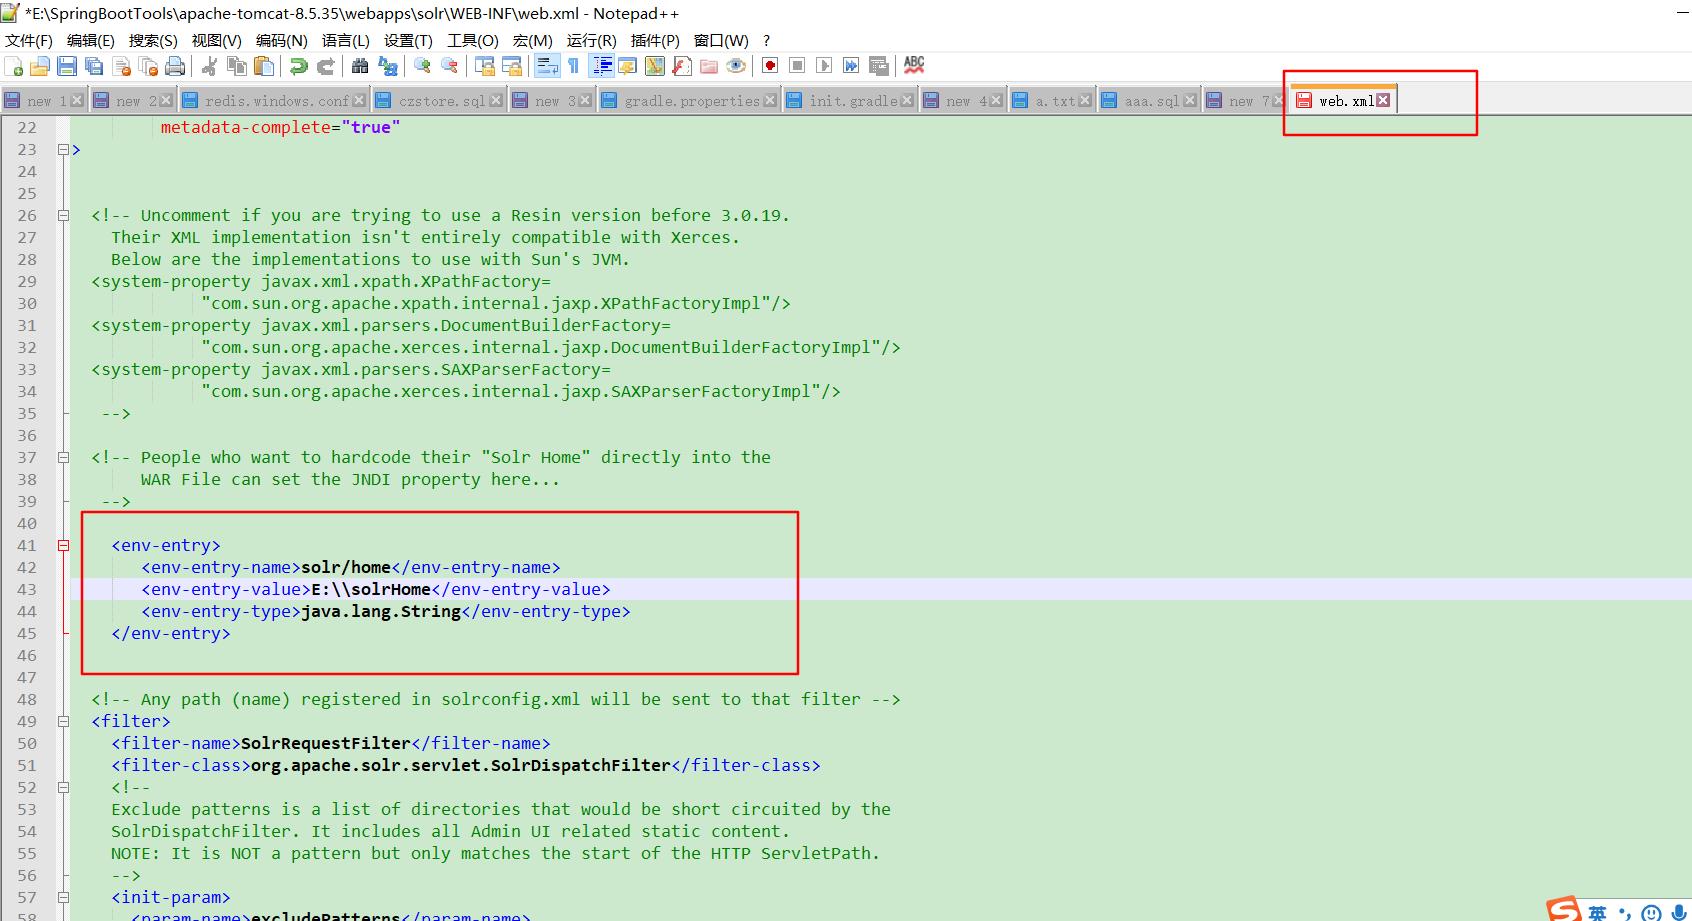 *E:\SpringBootTools\apache-tomcat-8.5.35\webapps\solr\WEB-INF\web.xml - Notepad++
文件(F) 编辑(E) 搜索(S) 视图(V) 编码(N) 语言(L) 设置(T) 工具(O) 宏(M) 运行(R) 插件(P) 窗口(W) ?
ABC
new 1 new 2 redis.windows.conf czstore.sql new 3 gradle.properties init.gradle new 4 a.txt aaa.sql new 7 web.xml
22 metadata-complete="true"
23 >
24
25
26 <!-- Uncomment if you are trying to use a Resin version before 3.0.19.
27 Their XML implementation isn't entirely compatible with Xerces.
28 Below are the implementations to use with Sun's JVM.
29 <system-property javax.xml.xpath.XPathFactory=
30 "com.sun.org.apache.xpath.internal.jaxp.XPathFactoryImpl"/>
31 <system-property javax.xml.parsers.DocumentBuilderFactory=
32 "com.sun.org.apache.xerces.internal.jaxp.DocumentBuilderFactoryImpl"/>
33 <system-property javax.xml.parsers.SAXParserFactory=
34 "com.sun.org.apache.xerces.internal.jaxp.SAXParserFactoryImpl"/>
35 -->
36
37 <!-- People who want to hardcode their "Solr Home" directly into the
38 WAR File can set the JNDI property here...
39 -->
40
41 <env-entry>
42 <env-entry-name>solr/home</env-entry-name>
43 <env-entry-value>E:\\solrHome</env-entry-value>
44 <env-entry-type>java.lang.String</env-entry-type>
45 </env-entry>
46
47
48 <!-- Any path (name) registered in solrconfig.xml will be sent to that filter -->
49 <filter>
50 <filter-name>SolrRequestFilter</filter-name>
51 <filter-class>org.apache.solr.servlet.SolrDispatchFilter</filter-class>
52 <!--
53 Exclude patterns is a list of directories that would be short circuited by the
54 SolrDispatchFilter. It includes all Admin UI related static content.
55 NOTE: It is NOT a pattern but only matches the start of the HTTP ServletPath.
56 -->
57 <init-param>
58 <param-name>excludePatterns</param-name>
英